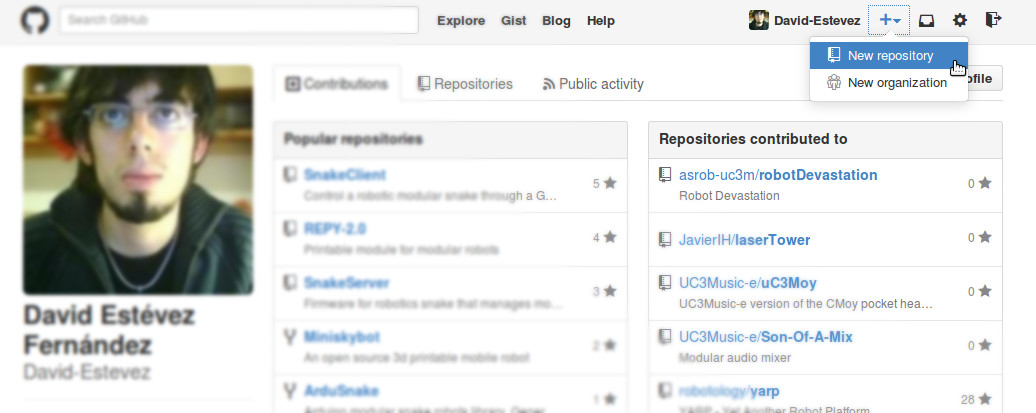 Search GitHub
Explore Gist Blog Help
David-Estevez
New repository
New organization
ofile
Contributions
Repositories
Public activity
Popular repositories
SnakeClient
Control a robotic modular snake through a G…
5
REPY-2.0
Printable module for modular robots
4
SnakeServer
Firmware for robotics snake that manages mo…
3
Miniskybot
An open source 3d printable mobile robot
2
ArduSnake
Arduino modular snake robots library. Gener
1
Repositories contributed to
asrob-uc3m/robotDevastation
Robot Devastation
0
JavierIH/laserTower
0
UC3Music-e/uC3Moy
UC3Music-e version of the CMoy pocket hea…
0
UC3Music-e/Son-Of-A-Mix
Modular audio mixer
0
robotology/yarp
YARP - Yet Another Robot Platform
28
David Estévez
Fernández
David-Estevez